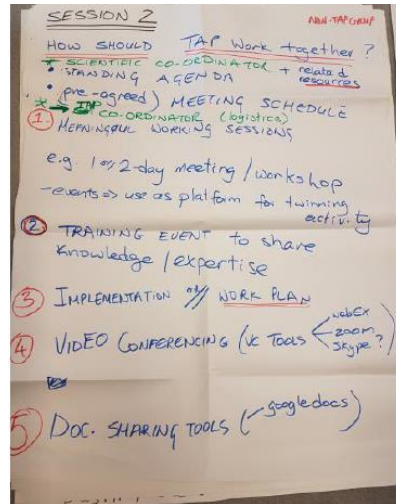 SESSION 2
NON-TAP GROUP
HOW SHOULD TAP Work together?
* SCIENTIFIC CO-ORDINATOR + related resources
• STANDING AGENDA
• pre-agreed) MEETING SCHEDULE
* → TAP CO-ORDINATOR (logistics)
1. MEANINGFUL WORKING SESSIONS
e.g. 1 or 2-day meeting / workshop
- events => use as platform for twinning activity
2 TRAINING EVENT to share
knowledge / expertise
3 IMPLEMENTATION of WORK PLAN
4 VIDEO CONFERENCING (VC TOOLS
webEx
zoom
skype?)
5 DOC. SHARING TOOLS (googledocs)